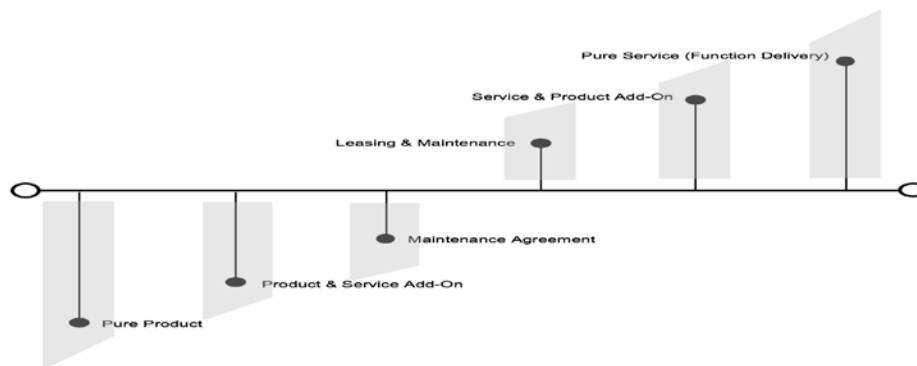 Pure Service (Function Delivery)
Service & Product Add-On
Leasing & Maintenance
Maintenance Agreement
Product & Service Add-On
Pure Product